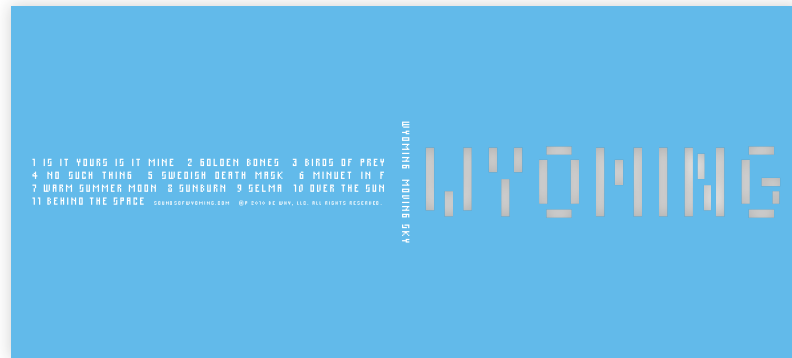 1 IS IT YOURS IS IT MINE 2 GOLDEN BONES 3 BIRDS OF PREY
4 NO SUCH THING 5 SWEDISH DEATH MASK 6 MINUET IN F
7 WARM SUMMER MOON 8 SUNBURN 9 SELMA 10 OVER THE SUN
11 BEHIND THE SPACE SOUNDSOFWYOMING.COM ©℗ 2010 DE WHY, LLC. ALL RIGHTS RESERVED.
WYOMING MOVING SKY
WYOMING